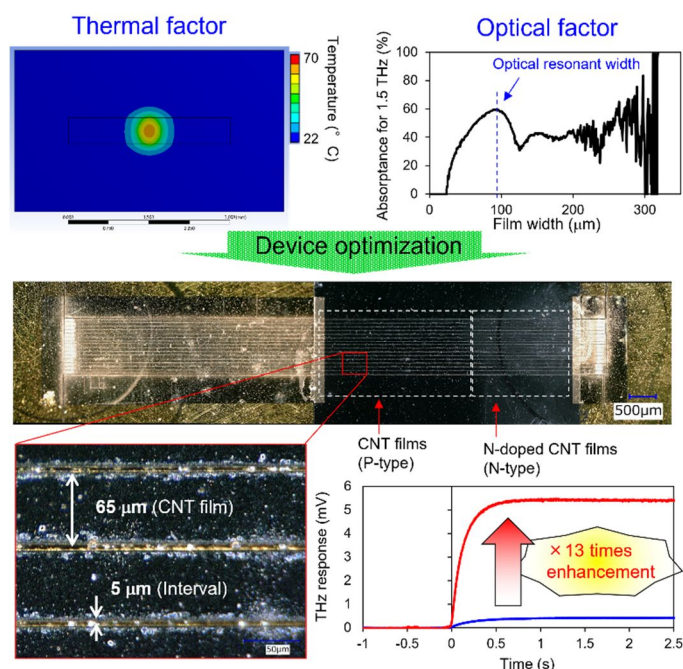 Thermal factor
Optical factor
Temperature (° C)
70
22
Absorptance for 1.5 THz (%)
100
80
60
40
20
0
Optical resonant width
0 100 200 300
Film width (μm)
Device optimization
500μm
CNT films
(P-type)
N-doped CNT films
(N-type)
65 μm (CNT film)
5 μm (Interval)
50μm
THz response (mV)
6
5
4
3
2
1
0
×13 times
enhancement
-1 -0.5 0 0.5 1 1.5 2 2.5
Time (s)